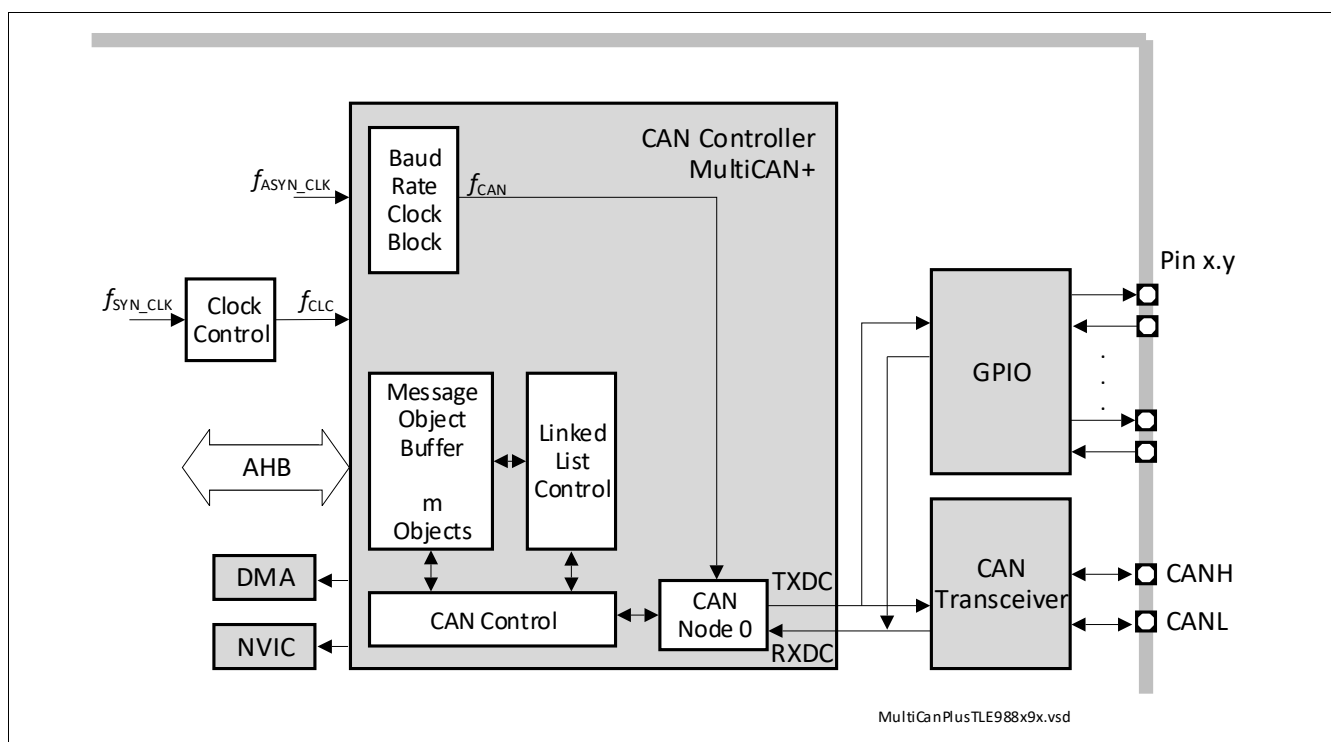 CAN Controller
MultiCAN+
Baud
Rate
Clock
Block
fASYN_CLK
fCAN
fSYN_CLK
Clock
Control
fCLC
Pin x.y
GPIO
.
.
.
.
Message
Object
Buffer
m
Objects
Linked
List
Control
AHB
DMA
NVIC
CAN Control
CAN
Node 0
TXDC
RXDC
CAN
Transceiver
CANH
CANL
MultiCanPlusTLE988x9x.vsd